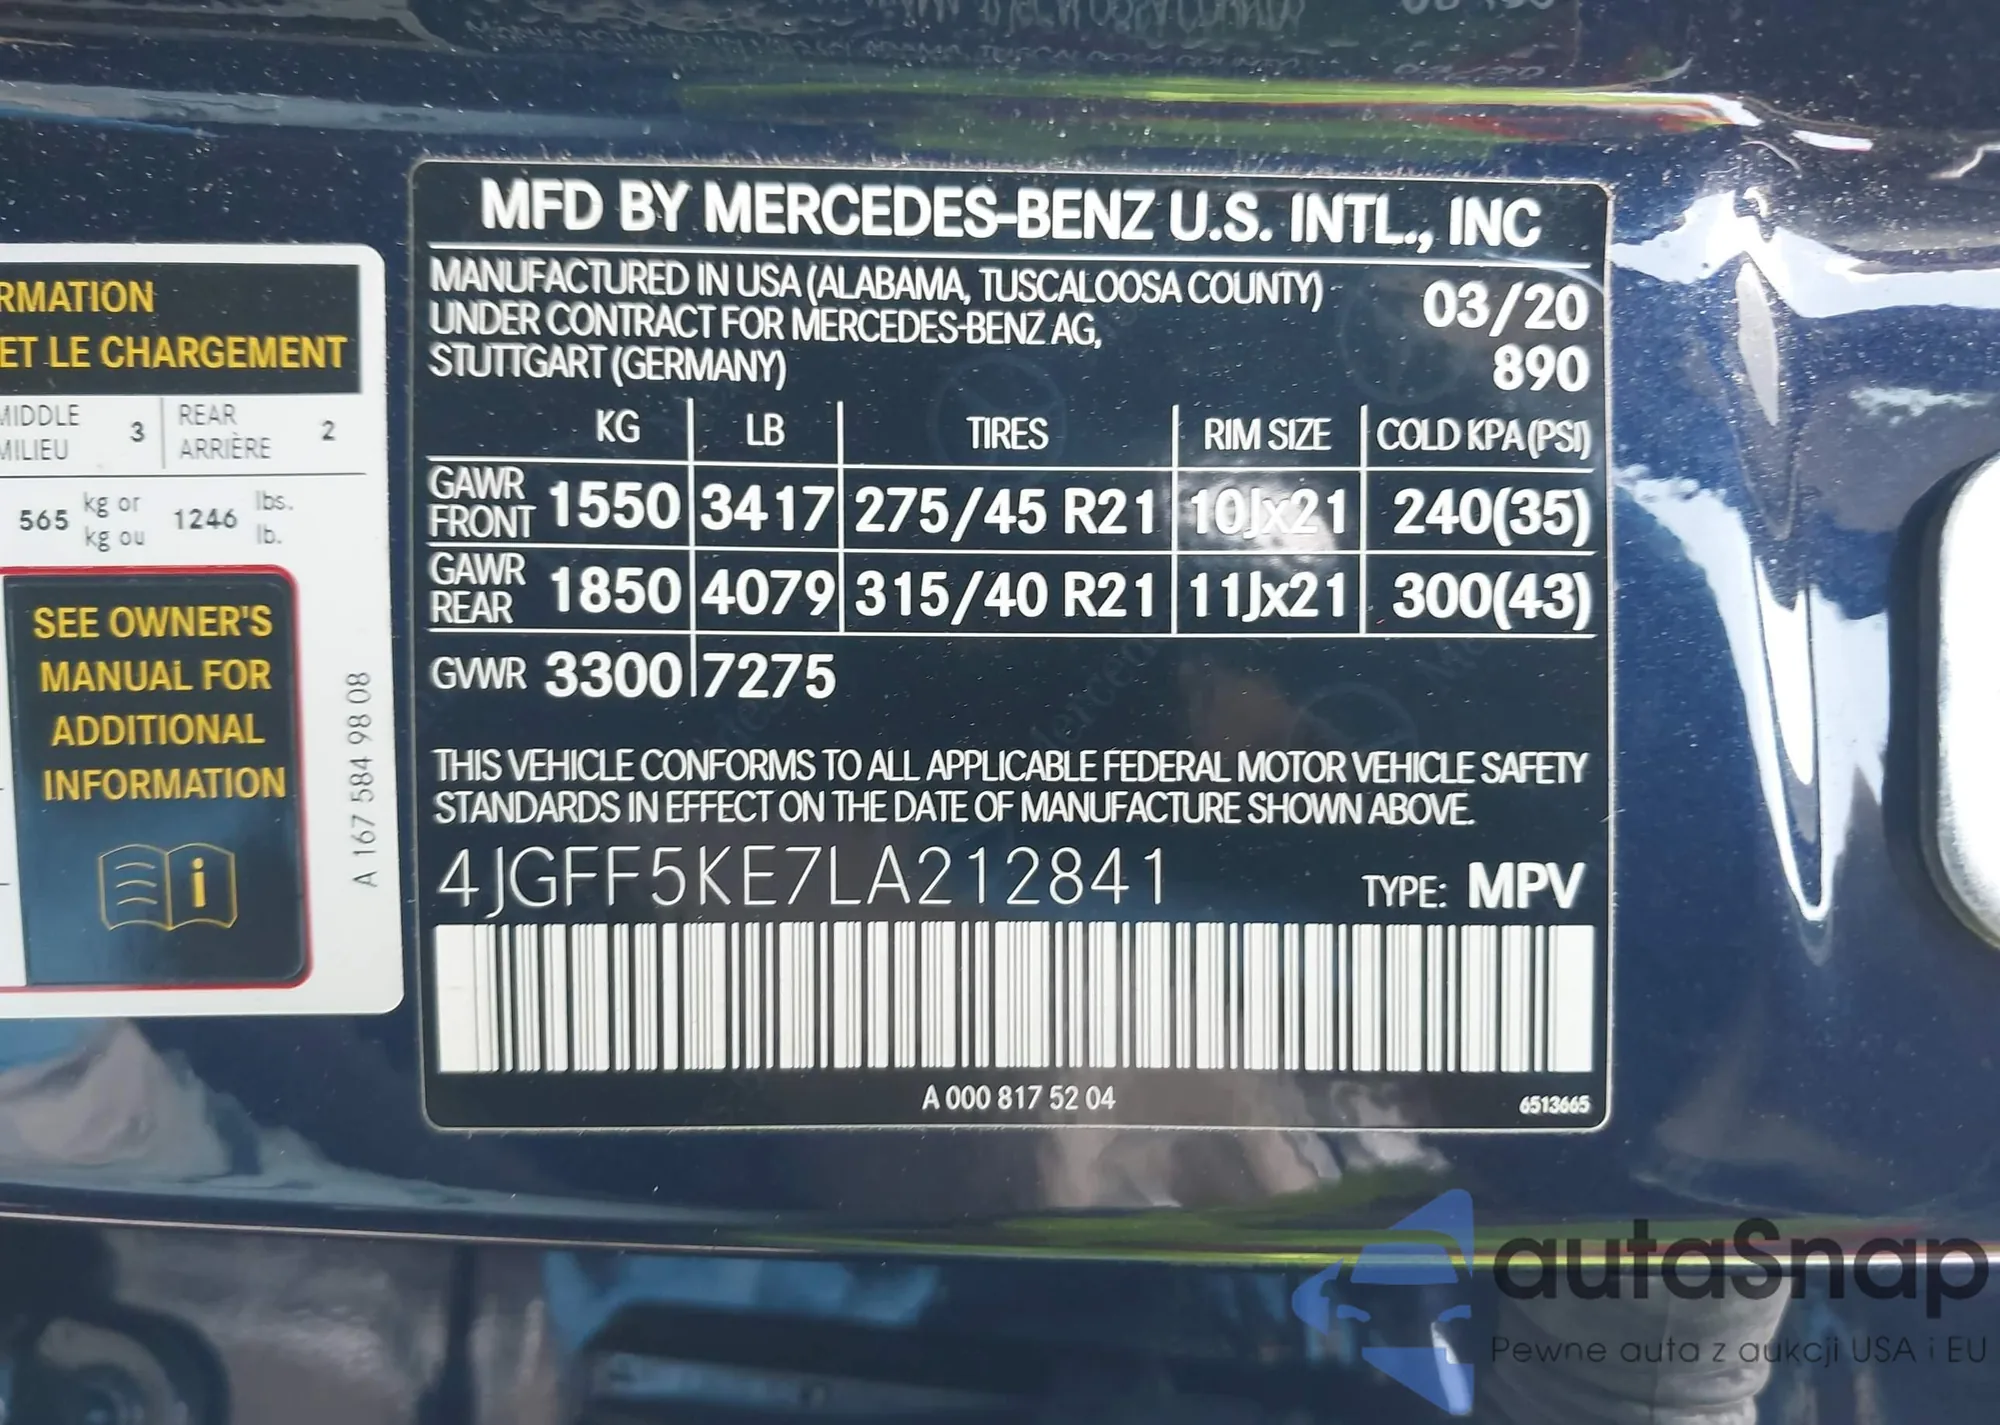 RMATION
ET LE CHARGEMENT
MIDDLE
MILIEU 3
REAR
ARRIÈRE 2
565 kg or
kg ou 1246 lbs.
lb.
SEE OWNER'S
MANUAL FOR
ADDITIONAL
INFORMATION
i
A 167 584 98 08
MFD BY MERCEDES-BENZ U.S. INTL., INC
MANUFACTURED IN USA (ALABAMA, TUSCALOOSA COUNTY) 03/20
UNDER CONTRACT FOR MERCEDES-BENZ AG,
STUTTGART (GERMANY) 890
KG LB TIRES RIM SIZE COLD KPA (PSI)
GAWR
FRONT 1550 3417 275/45 R21 10Jx21 240(35)
GAWR
REAR 1850 4079 315/40 R21 11Jx21 300(43)
GVWR 3300 7275
THIS VEHICLE CONFORMS TO ALL APPLICABLE FEDERAL MOTOR VEHICLE SAFETY
STANDARDS IN EFFECT ON THE DATE OF MANUFACTURE SHOWN ABOVE.
4JGFF5KE7LA212841 TYPE: MPV
A 000 817 52 04 6513665
autaSnap
Pewne auta z aukcji USA i EU